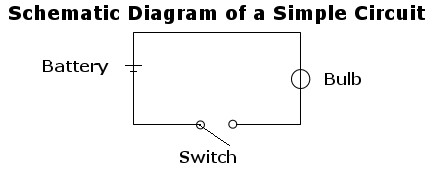 Schematic Diagram of a Simple Circuit
Battery
Bulb
Switch